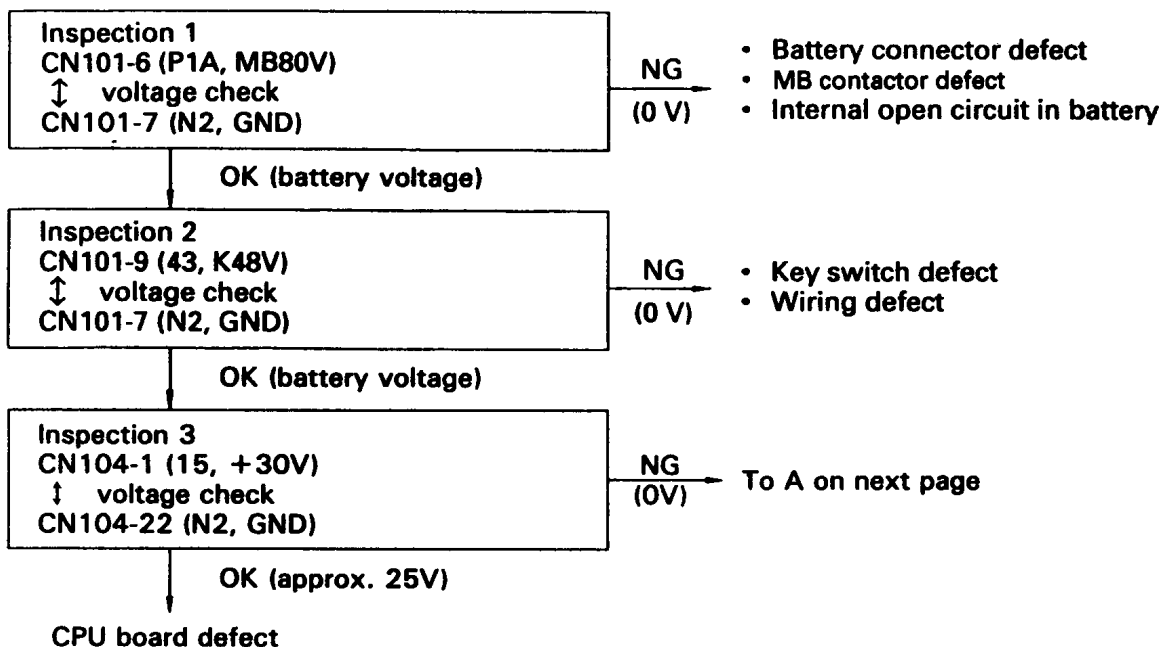 Inspection 1
CN101-6 (P1A, MB80V)
↕ voltage check
CN101-7 (N2, GND)
NG
(0 V)
• Battery connector defect
• MB contactor defect
• Internal open circuit in battery
OK (battery voltage)
Inspection 2
CN101-9 (43, K48V)
↕ voltage check
CN101-7 (N2, GND)
NG
(0 V)
• Key switch defect
• Wiring defect
OK (battery voltage)
Inspection 3
CN104-1 (15, +30V)
↕ voltage check
CN104-22 (N2, GND)
NG
(0V)
To A on next page
OK (approx. 25V)
CPU board defect